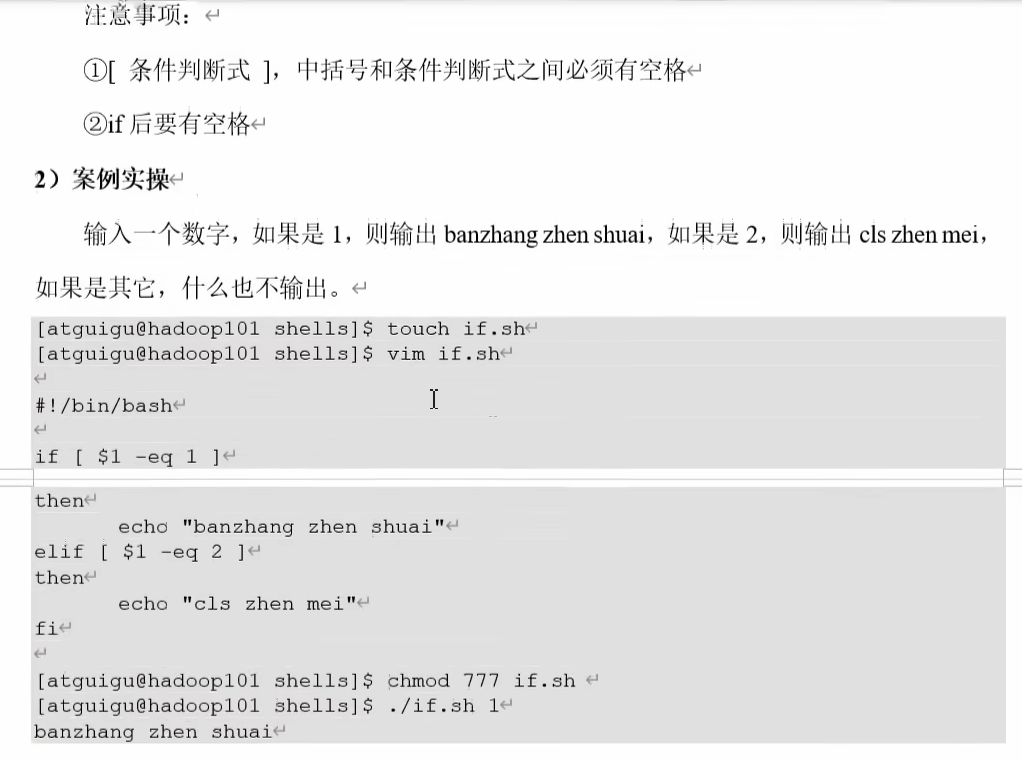 注意事项：
①[ 条件判断式 ]，中括号和条件判断式之间必须有空格
②if 后要有空格
2）案例实操
输入一个数字，如果是 1，则输出 banzhang zhen shuai，如果是 2，则输出 cls zhen mei，
如果是其它，什么也不输出。
[atguigu@hadoop101 shells]$ touch if.sh
[atguigu@hadoop101 shells]$ vim if.sh
#!/bin/bash
if [ $1 -eq 1 ]
then
        echo "banzhang zhen shuai"
elif [ $1 -eq 2 ]
then
        echo "cls zhen mei"
fi
[atguigu@hadoop101 shells]$ chmod 777 if.sh
[atguigu@hadoop101 shells]$ ./if.sh 1
banzhang zhen shuai